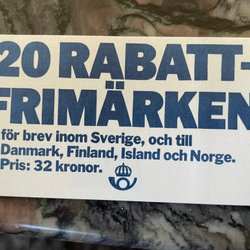 20 RABATT-
FRIMÄRKEN
för brev inom Sverige, och till
Danmark, Finland, Island och Norge.
Pris: 32 kronor.